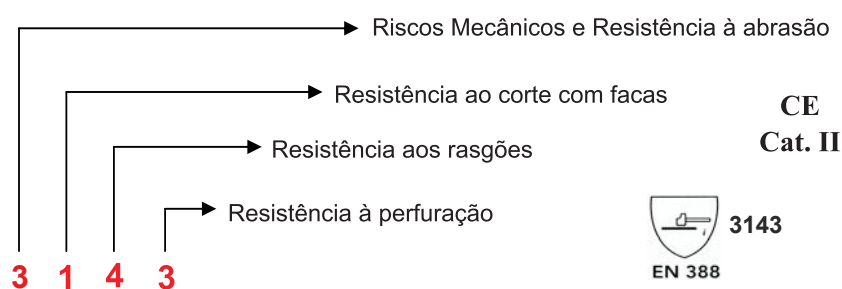 Riscos Mecânicos e Resistência à abrasão
Resistência ao corte com facas
CE
Cat. II
Resistência aos rasgões
Resistência à perfuração
3143
EN 388
3 1 4 3